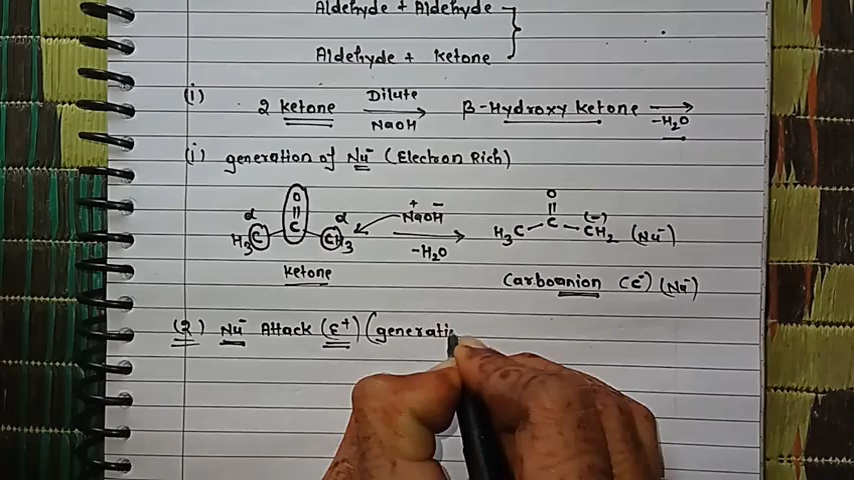 Aldehyde + Aldehyde
Aldehyde + Ketone
(i) 2 Ketone Dilute NaOH β-Hydroxy Ketone -H₂O
(i) generation of Nu⁻ (Electron Rich)
O O
α || α + NaOH − ||
H₃C C CH₃ -H₂O H₃C – C – CH₂ (−) (Nu⁻)
Ketone Carboanion (C⁻) (Nu⁻)
(2) Nu⁻ Attack (E⁺) (generati